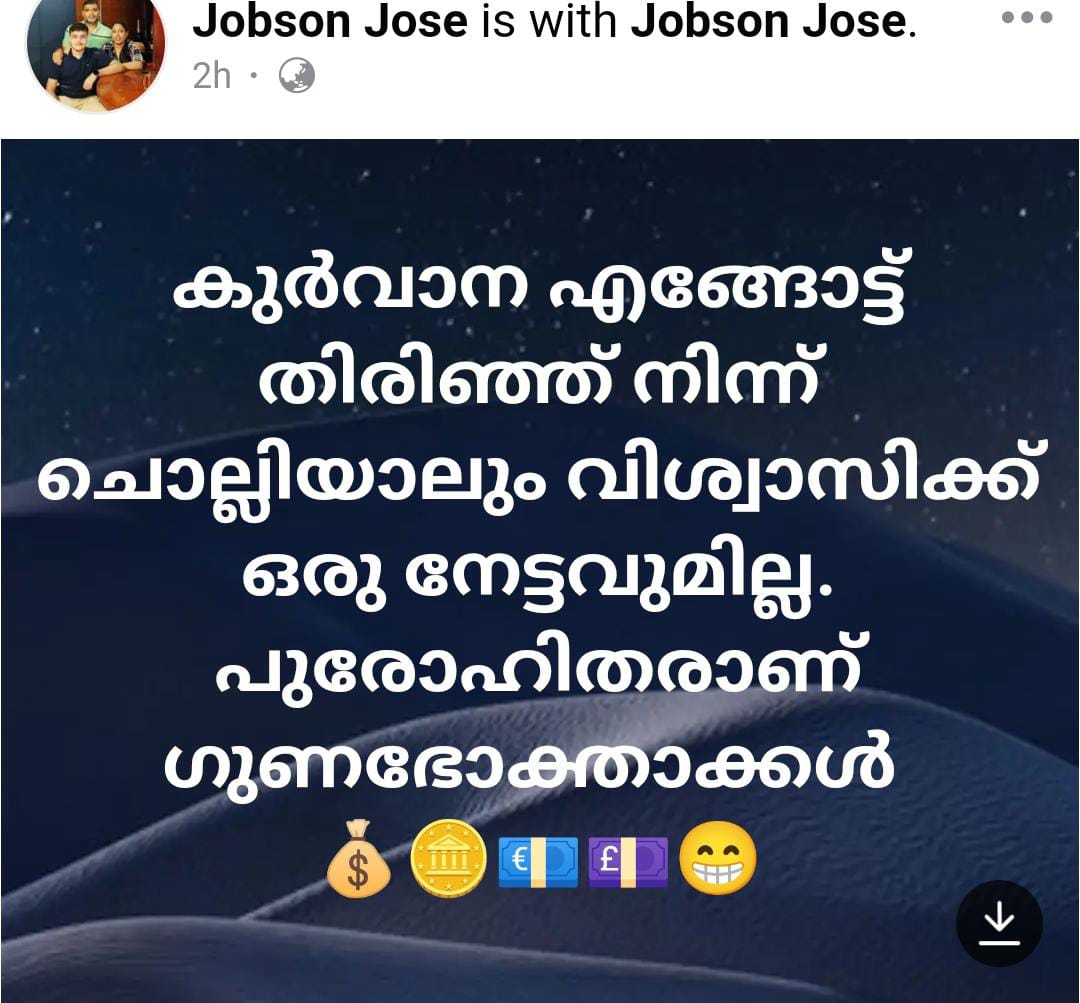 Jobson Jose is with Jobson Jose.
2h ·
കുർവാന എങ്ങോട്ട്
തിരിഞ്ഞ് നിന്ന്
ചൊല്ലിയാലും വിശ്വാസിക്ക്
ഒരു നേട്ടവുമില്ല.
പുരോഹിതരാണ്
ഗുണഭോക്താക്കൾ
💰🪙💶💷😁